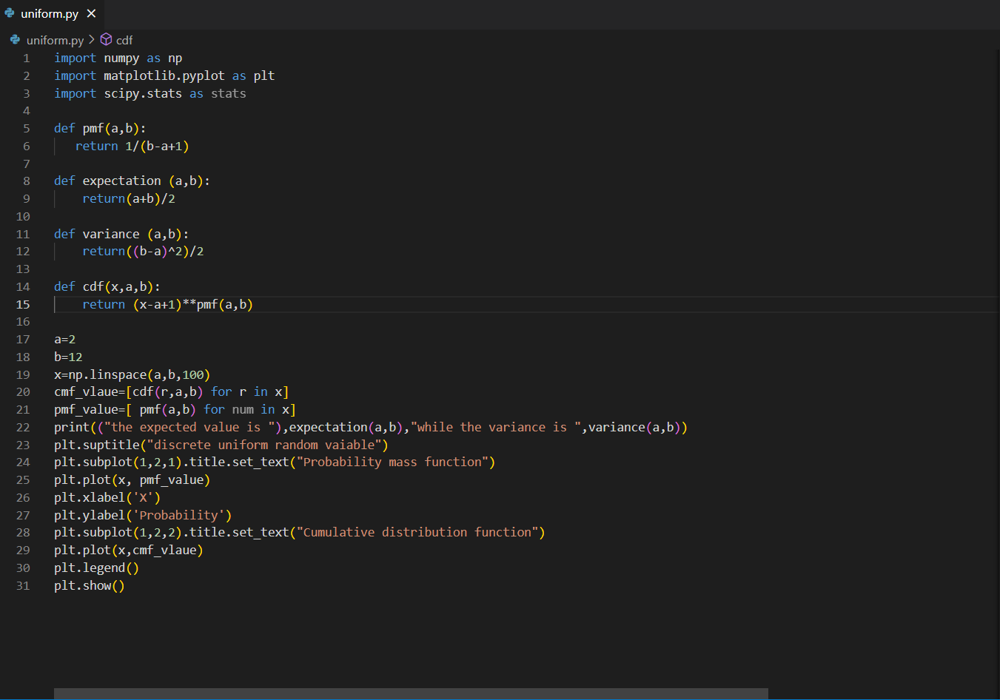 uniform.py ×
uniform.py > cdf
1 import numpy as np
2 import matplotlib.pyplot as plt
3 import scipy.stats as stats
4
5 def pmf(a,b):
6    return 1/(b-a+1)
7
8 def expectation (a,b):
9     return(a+b)/2
10
11 def variance (a,b):
12     return((b-a)^2)/2
13
14 def cdf(x,a,b):
15     return (x-a+1)**pmf(a,b)
16
17 a=2
18 b=12
19 x=np.linspace(a,b,100)
20 cmf_vlaue=[cdf(r,a,b) for r in x]
21 pmf_value=[ pmf(a,b) for num in x]
22 print(("the expected value is "),expectation(a,b),"while the variance is ",variance(a,b))
23 plt.suptitle("discrete uniform random vaiable")
24 plt.subplot(1,2,1).title.set_text("Probability mass function")
25 plt.plot(x, pmf_value)
26 plt.xlabel('X')
27 plt.ylabel('Probability')
28 plt.subplot(1,2,2).title.set_text("Cumulative distribution function")
29 plt.plot(x,cmf_vlaue)
30 plt.legend()
31 plt.show()